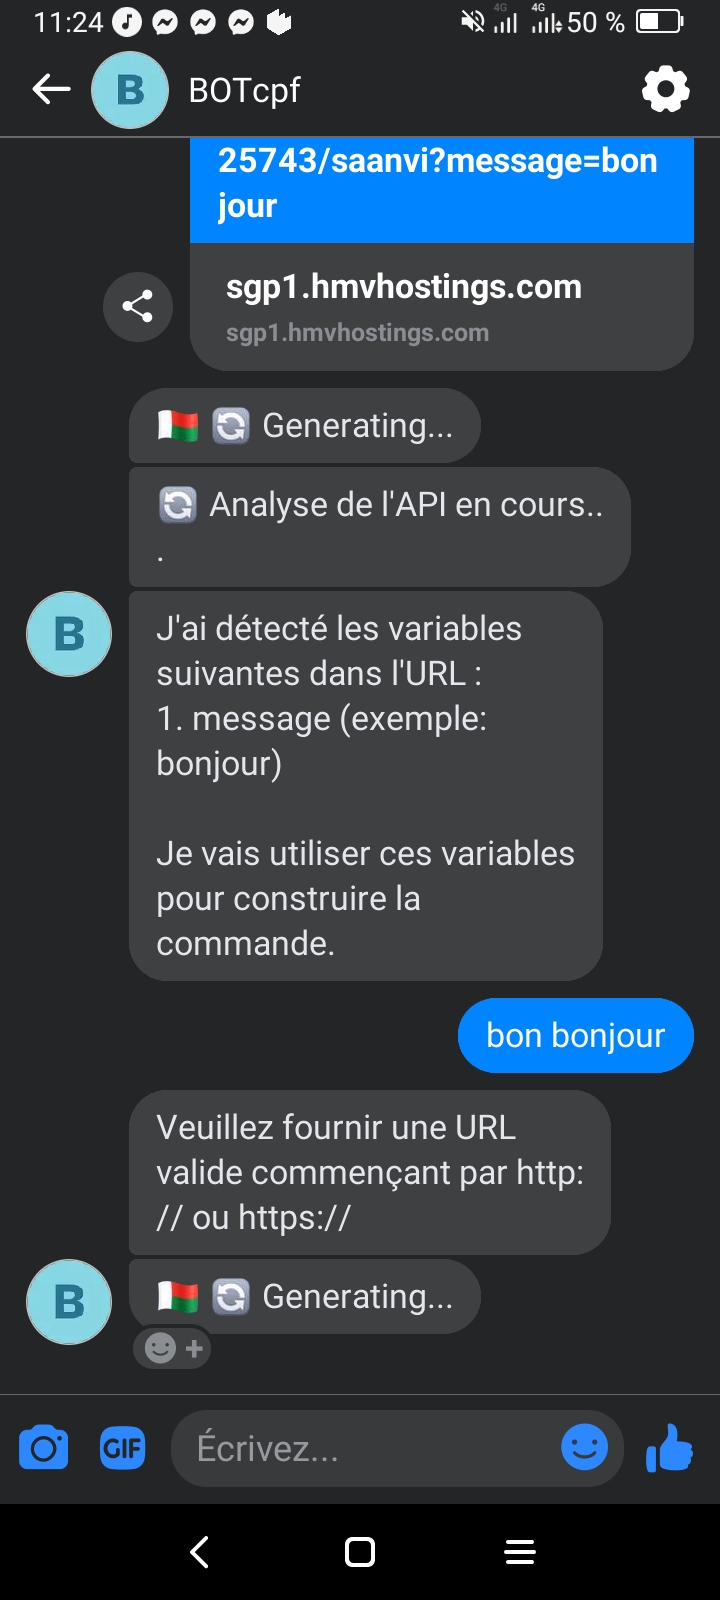 11:24
4G 4G 50 %
B BOTcpf
25743/saanvi?message=bon
jour
sgp1.hmvhostings.com
sgp1.hmvhostings.com
🇲🇬 🔄 Generating...
🔄 Analyse de l'API en cours..
.
B
J'ai détecté les variables
suivantes dans l'URL :
1. message (exemple:
bonjour)
Je vais utiliser ces variables
pour construire la
commande.
bon bonjour
Veuillez fournir une URL
valide commençant par http:
// ou https://
B
🇲🇬 🔄 Generating...
GIF
Écrivez...